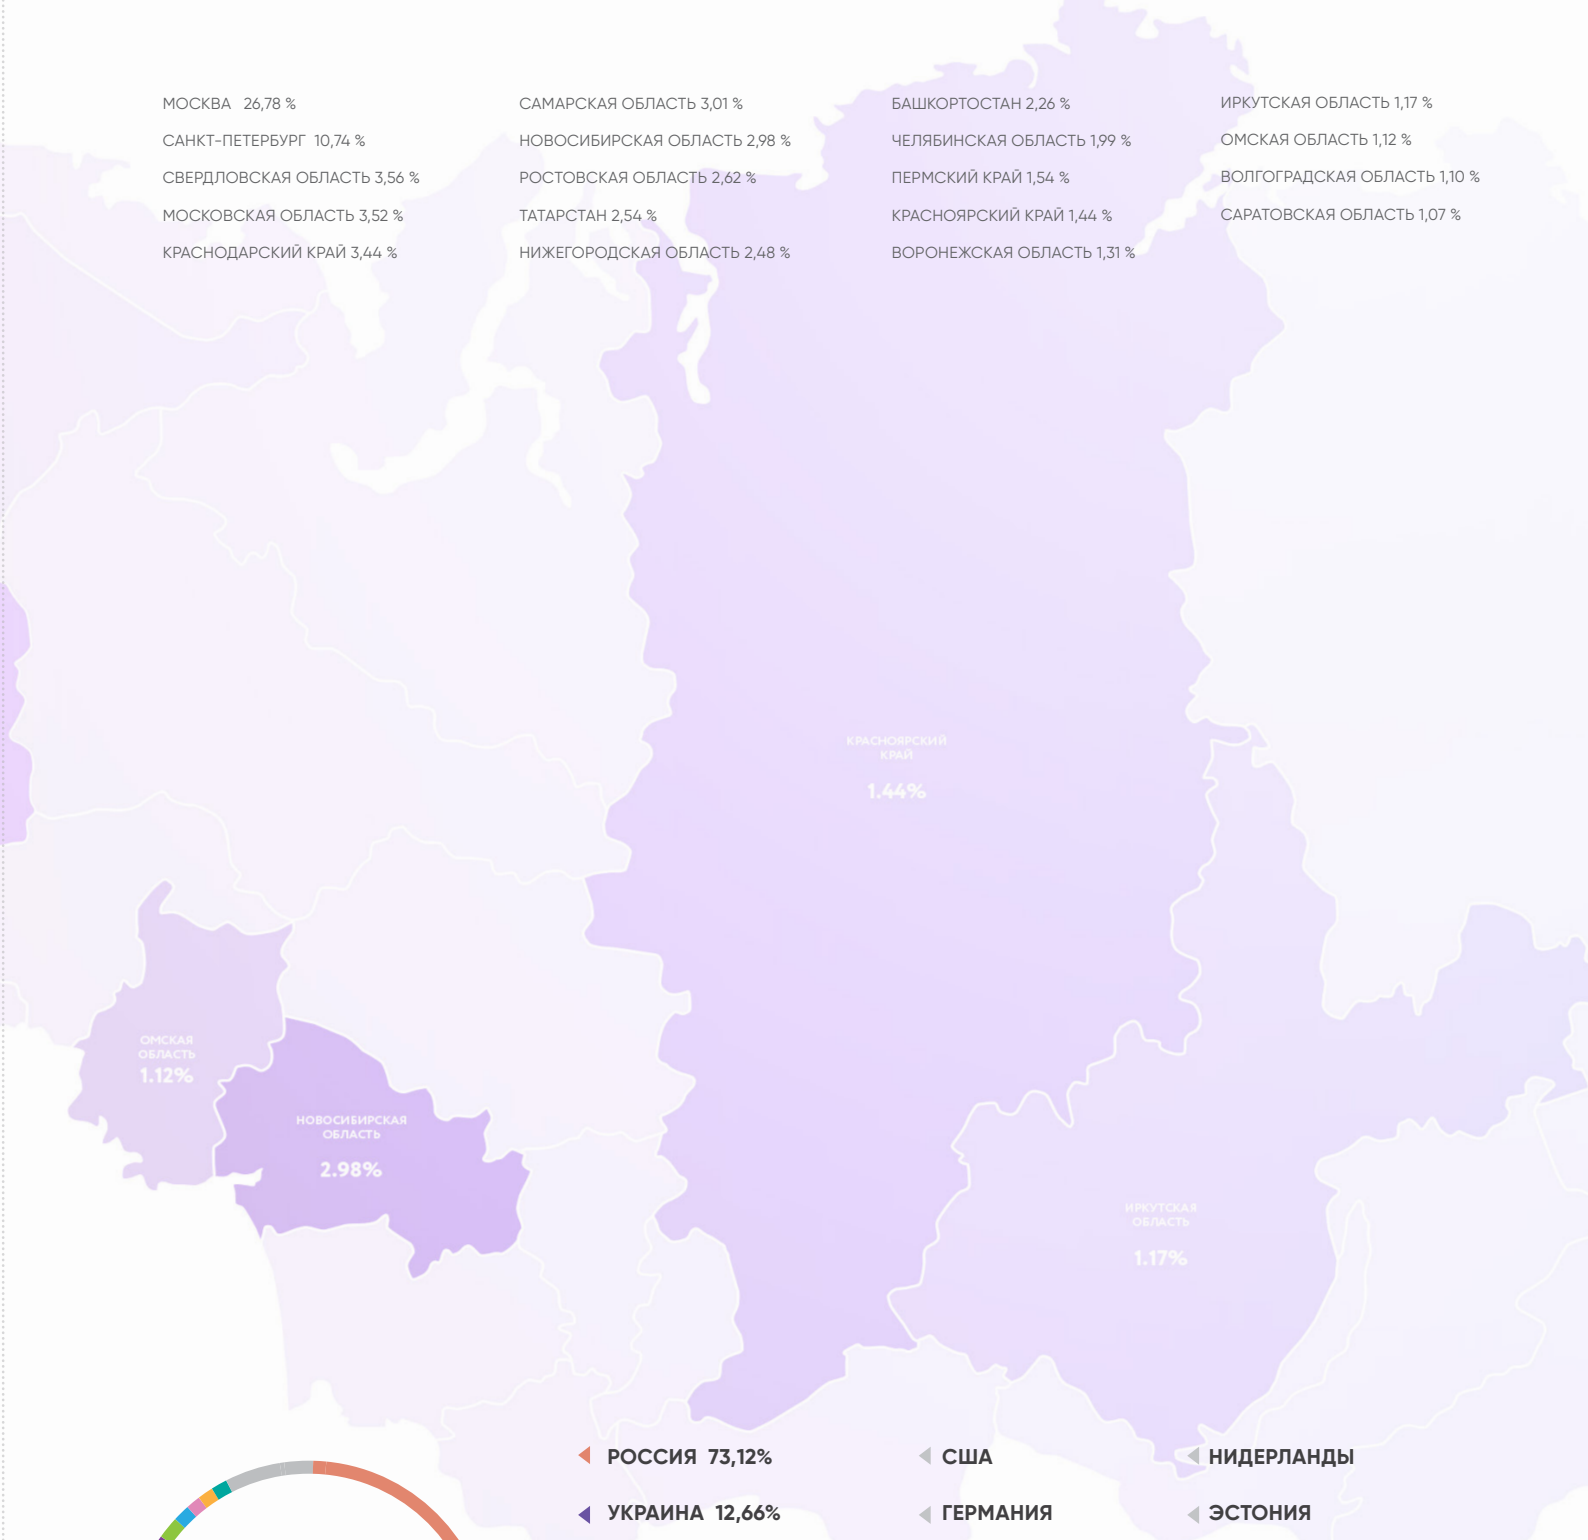 МОСКВА 26,78 %
САНКТ-ПЕТЕРБУРГ 10,74 %
СВЕРДЛОВСКАЯ ОБЛАСТЬ 3,56 %
МОСКОВСКАЯ ОБЛАСТЬ 3,52 %
КРАСНОДАРСКИЙ КРАЙ 3,44 %
САМАРСКАЯ ОБЛАСТЬ 3,01 %
НОВОСИБИРСКАЯ ОБЛАСТЬ 2,98 %
РОСТОВСКАЯ ОБЛАСТЬ 2,62 %
ТАТАРСТАН 2,54 %
НИЖЕГОРОДСКАЯ ОБЛАСТЬ 2,48 %
БАШКОРТОСТАН 2,26 %
ЧЕЛЯБИНСКАЯ ОБЛАСТЬ 1,99 %
ПЕРМСКИЙ КРАЙ 1,54 %
КРАСНОЯРСКИЙ КРАЙ 1,44 %
ВОРОНЕЖСКАЯ ОБЛАСТЬ 1,31 %
ИРКУТСКАЯ ОБЛАСТЬ 1,17 %
ОМСКАЯ ОБЛАСТЬ 1,12 %
ВОЛГОГРАДСКАЯ ОБЛАСТЬ 1,10 %
САРАТОВСКАЯ ОБЛАСТЬ 1,07 %
КРАСНОЯРСКИЙ
КРАЙ
1.44%
ОМСКАЯ
ОБЛАСТЬ
1.12%
НОВОСИБИРСКАЯ
ОБЛАСТЬ
2.98%
ИРКУТСКАЯ
ОБЛАСТЬ
1.17%
РОССИЯ 73,12%
УКРАИНА 12,66%
США
ГЕРМАНИЯ
НИДЕРЛАНДЫ
ЭСТОНИЯ